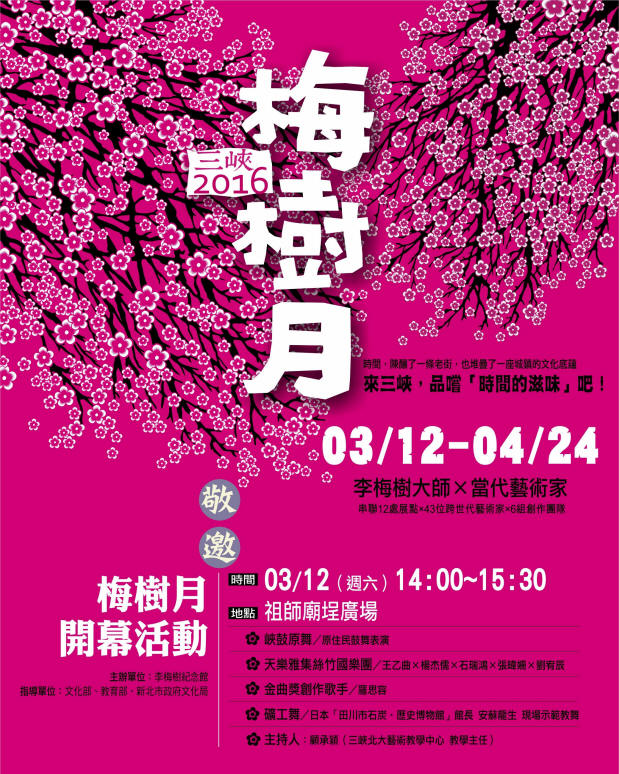 梅樹月
三峽
2016
時間，陳釀了一條老街，也堆疊了一座城鎮的文化底蘊
來三峽，品嚐「時間的滋味」吧！
03/12-04/24
李梅樹大師×當代藝術家
串聯12處展點×43位跨世代藝術家×6組創作團隊
敬邀
梅樹月
開幕活動
主辦單位：李梅樹紀念館
指導單位：文化部、教育部、新北市政府文化局
時間 03/12（週六）14:00~15:30
地點 祖師廟埕廣場
峽鼓原舞／原住民鼓舞表演
天樂雅集絲竹國樂團／王乙曲×楊杰儒×石瑞鴻×張瑋嫺×劉宥辰
金曲獎創作歌手／羅思容
礦工舞／日本「田川市石炭・歷史博物館」館長 安蘇龍生 現場示範教舞
主持人：顧承穎（三峽北大藝術教學中心 教學主任）